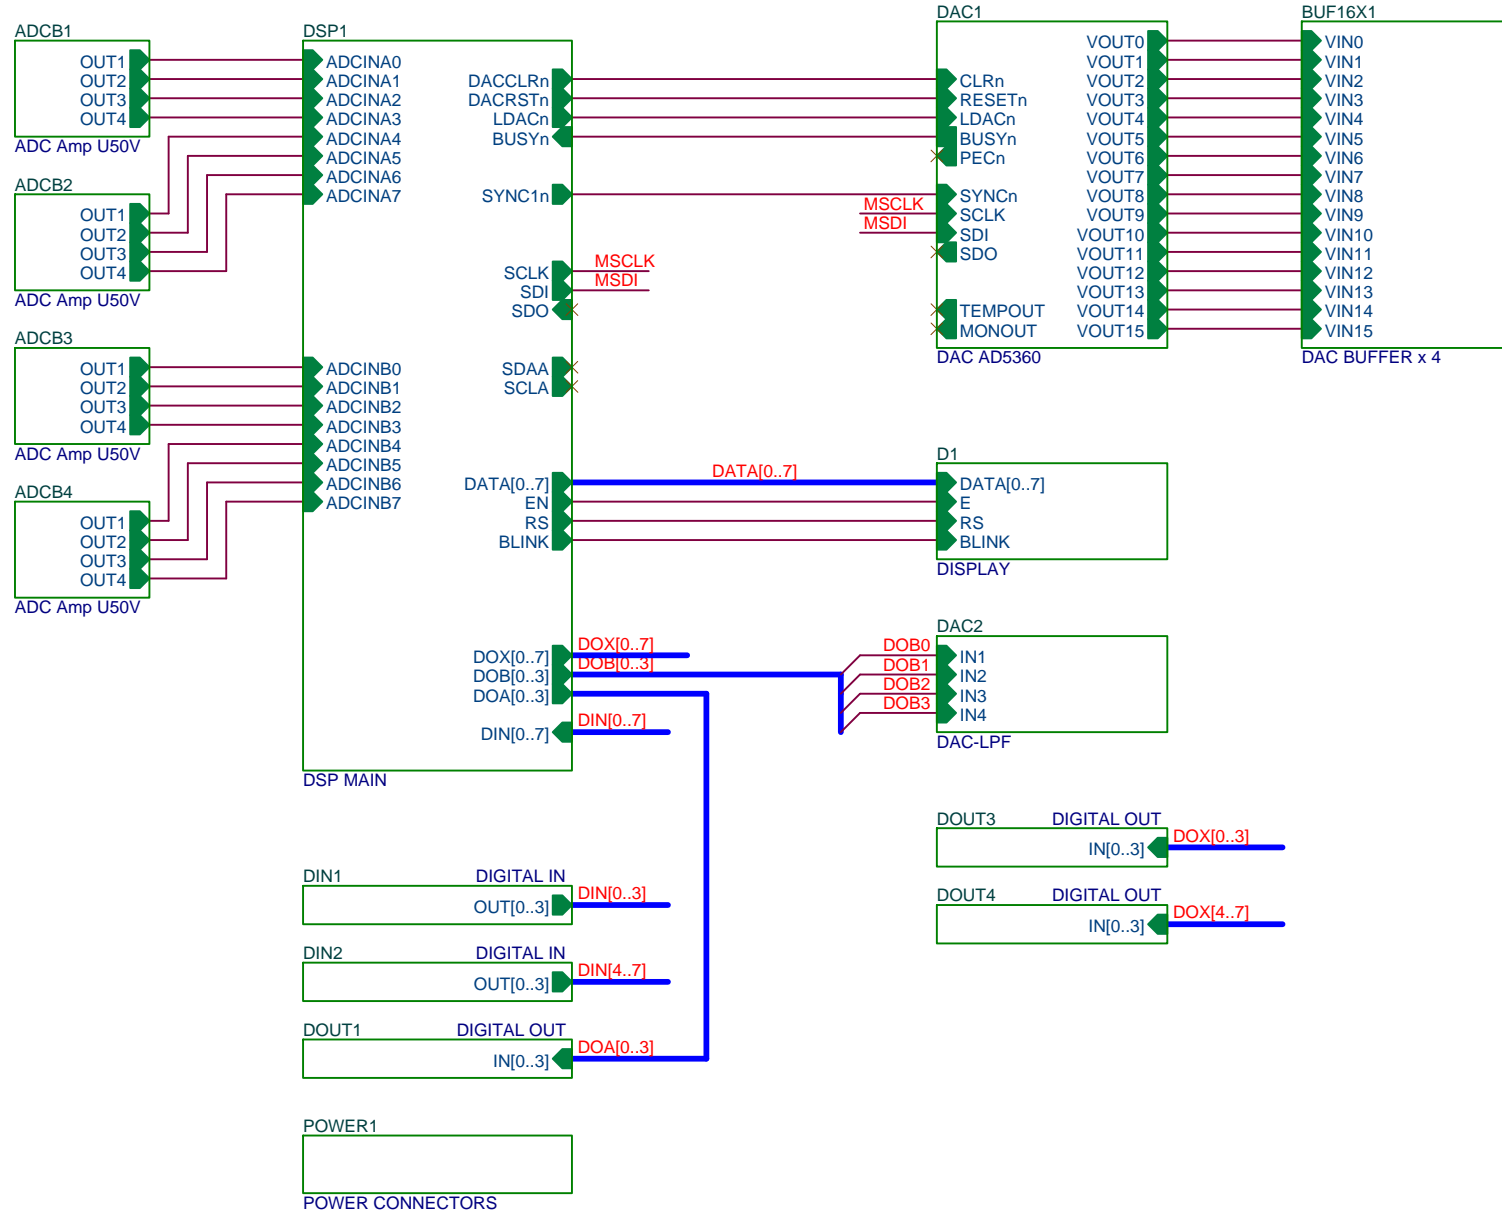 ADCB1
OUT1
OUT2
OUT3
OUT4
ADC Amp U50V
ADCB2
OUT1
OUT2
OUT3
OUT4
ADC Amp U50V
ADCB3
OUT1
OUT2
OUT3
OUT4
ADC Amp U50V
ADCB4
OUT1
OUT2
OUT3
OUT4
ADC Amp U50V
DSP1
ADCINA0
ADCINA1
ADCINA2
ADCINA3
ADCINA4
ADCINA5
ADCINA6
ADCINA7
ADCINB0
ADCINB1
ADCINB2
ADCINB3
ADCINB4
ADCINB5
ADCINB6
ADCINB7
DACCLRn
DACRSTn
LDACn
BUSYn
SYNC1n
SCLK
SDI
SDO
SDAA
SCLA
DATA[0..7]
EN
RS
BLINK
DOX[0..7]
DOB[0..3]
DOA[0..3]
DIN[0..7]
DSP MAIN
MSCLK
MSDI
DATA[0..7]
DOX[0..7]
DOB[0..3]
DIN[0..7]
DAC1
CLRn
RESETn
LDACn
BUSYn
PECn
SYNCn
SCLK
SDI
SDO
TEMPOUT
MONOUT
MSCLK
MSDI
VOUT0
VOUT1
VOUT2
VOUT3
VOUT4
VOUT5
VOUT6
VOUT7
VOUT8
VOUT9
VOUT10
VOUT11
VOUT12
VOUT13
VOUT14
VOUT15
DAC AD5360
BUF16X1
VIN0
VIN1
VIN2
VIN3
VIN4
VIN5
VIN6
VIN7
VIN8
VIN9
VIN10
VIN11
VIN12
VIN13
VIN14
VIN15
DAC BUFFER x 4
D1
DATA[0..7]
E
RS
BLINK
DISPLAY
DAC2
DOB0
DOB1
DOB2
DOB3
IN1
IN2
IN3
IN4
DAC-LPF
DOUT3 DIGITAL OUT
IN[0..3] DOX[0..3]
DOUT4 DIGITAL OUT
IN[0..3] DOX[4..7]
DIN1 DIGITAL IN
OUT[0..3] DIN[0..3]
DIN2 DIGITAL IN
OUT[0..3] DIN[4..7]
DOUT1 DIGITAL OUT
IN[0..3] DOA[0..3]
POWER1
POWER CONNECTORS